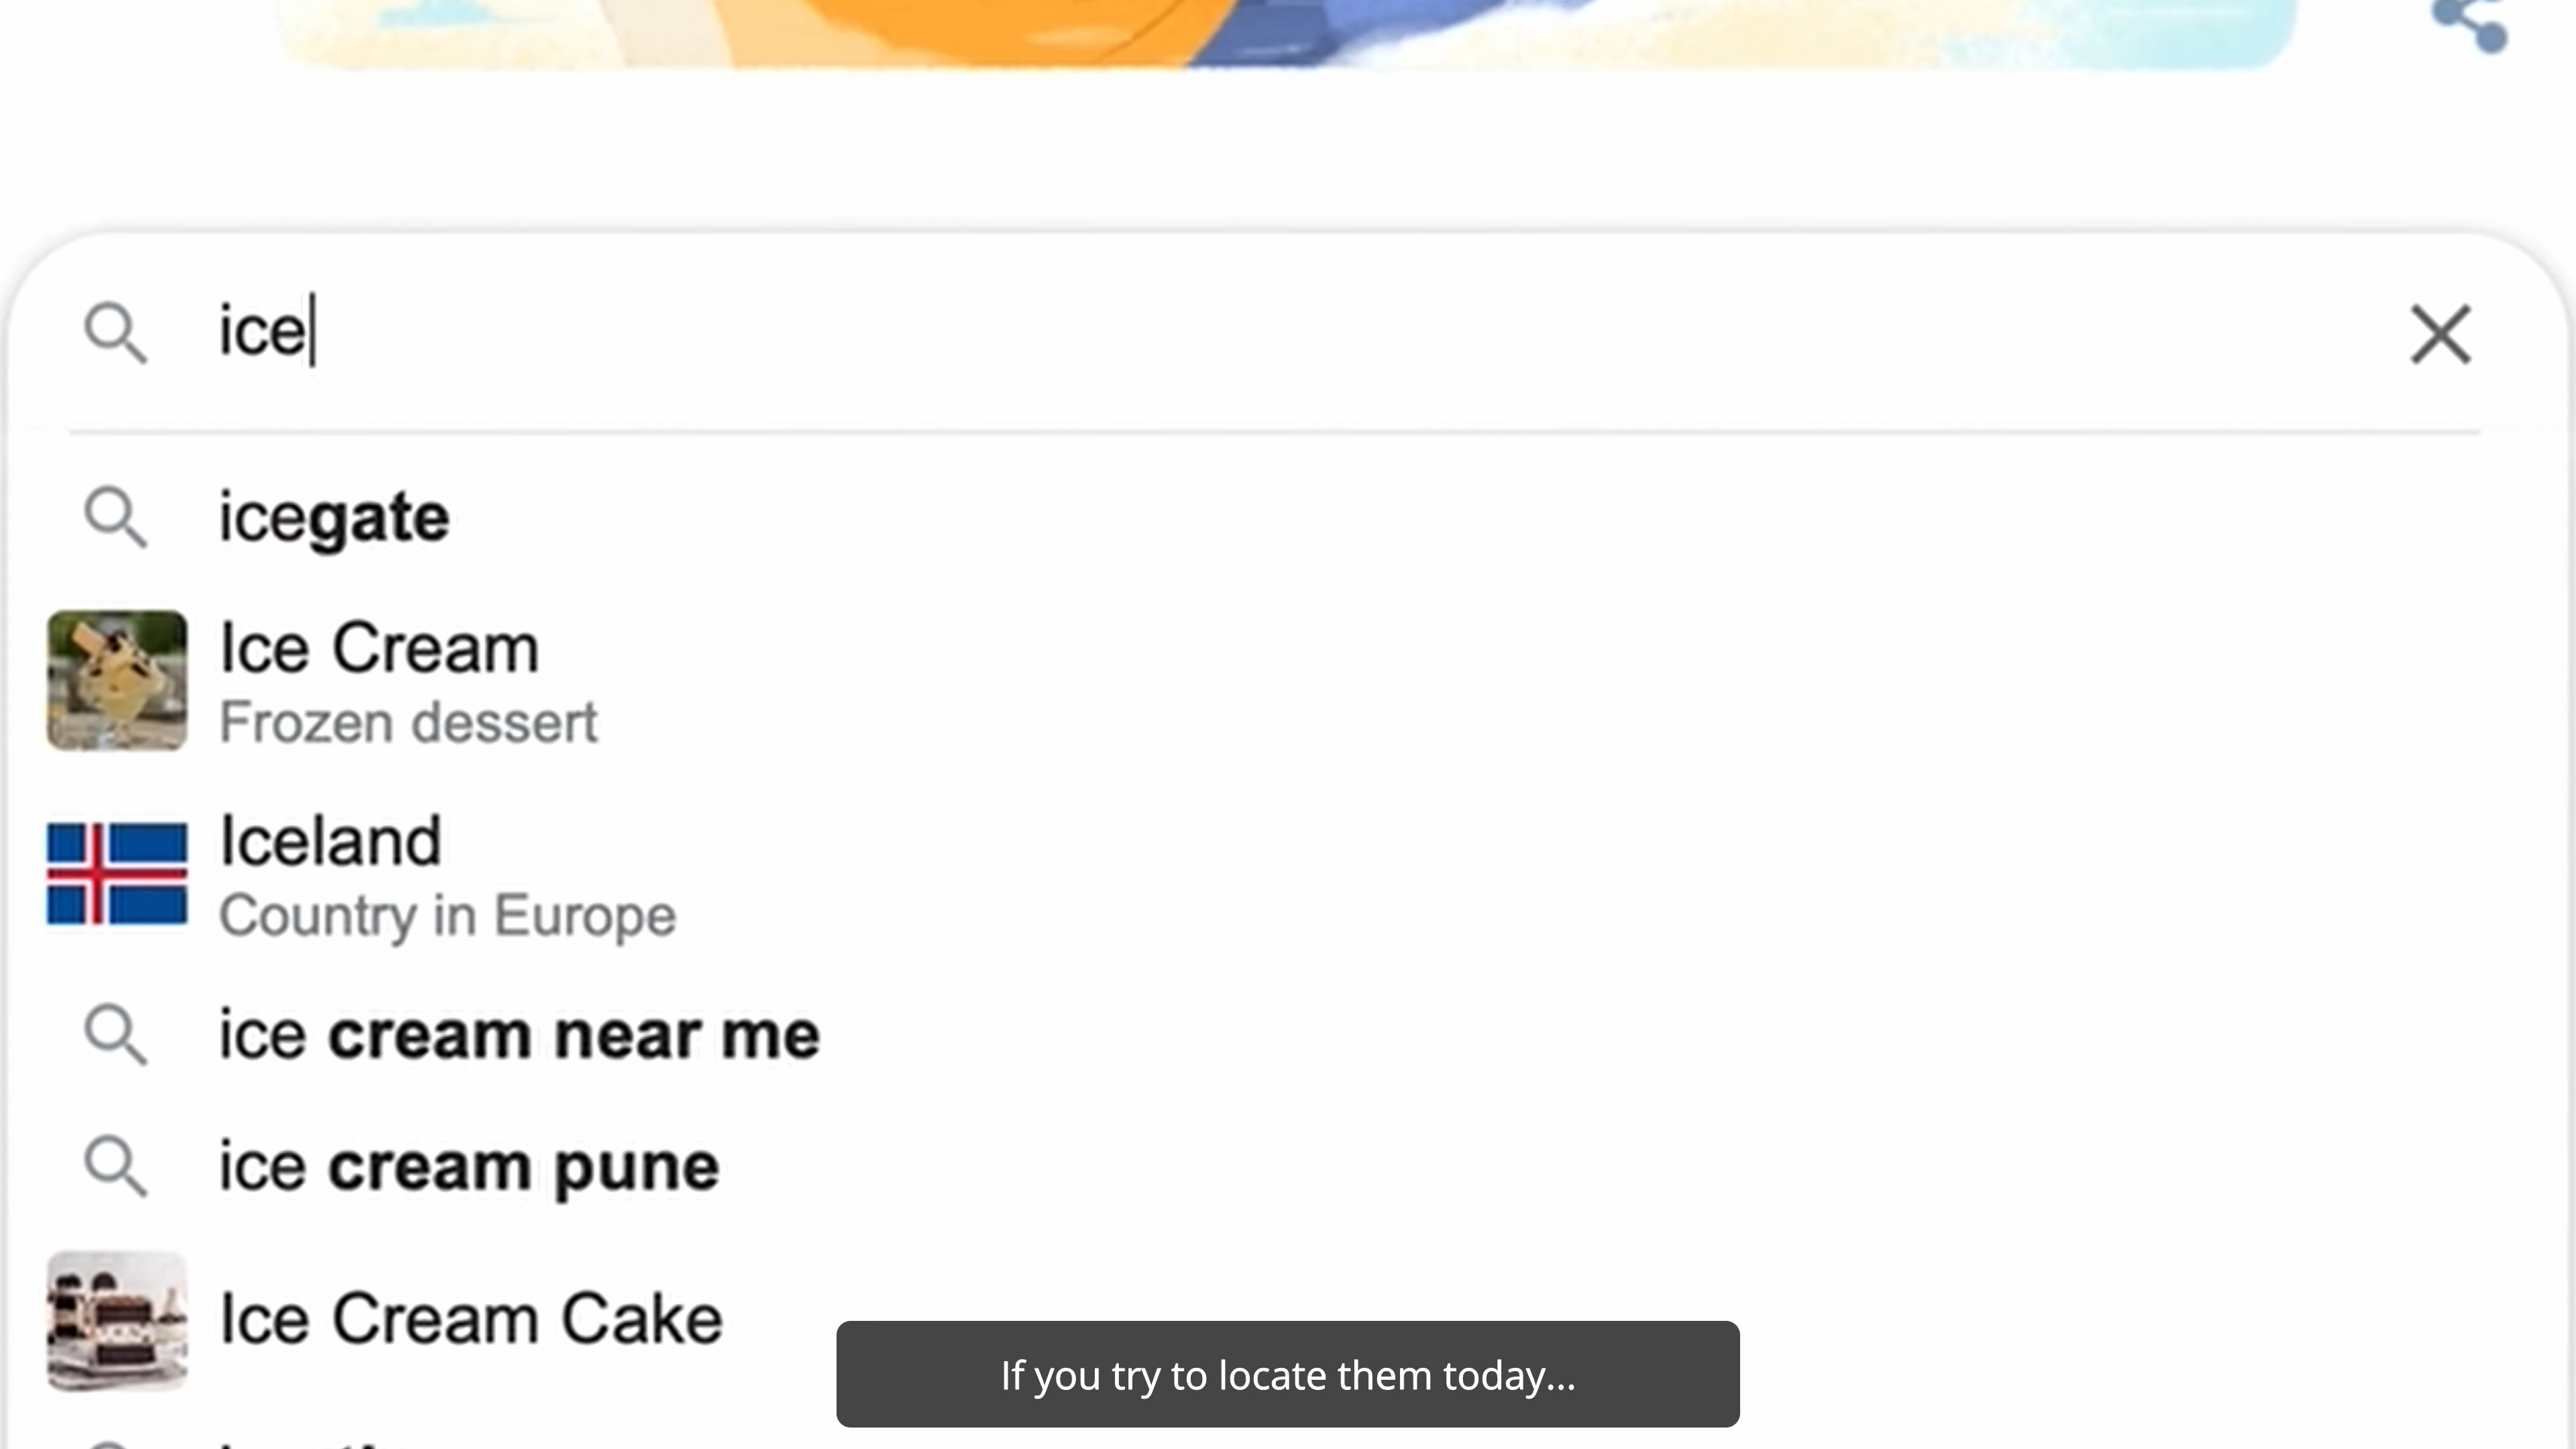 ice
icegate
Ice Cream
Frozen dessert
Iceland
Country in Europe
ice cream near me
ice cream pune
Ice Cream Cake
If you try to locate them today...